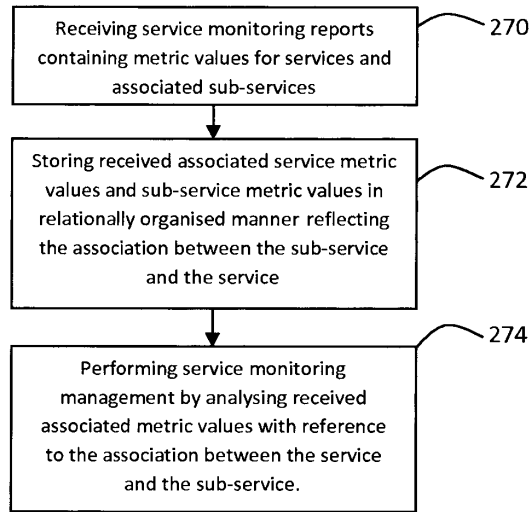 Receiving service monitoring reports
containing metric values for services and
associated sub-services
270
Storing received associated service metric
values and sub-service metric values in
relationally organised manner reflecting
the association between the sub-service
and the service
272
Performing service monitoring
management by analysing received
associated metric values with reference
to the association between the service
and the sub-service.
274